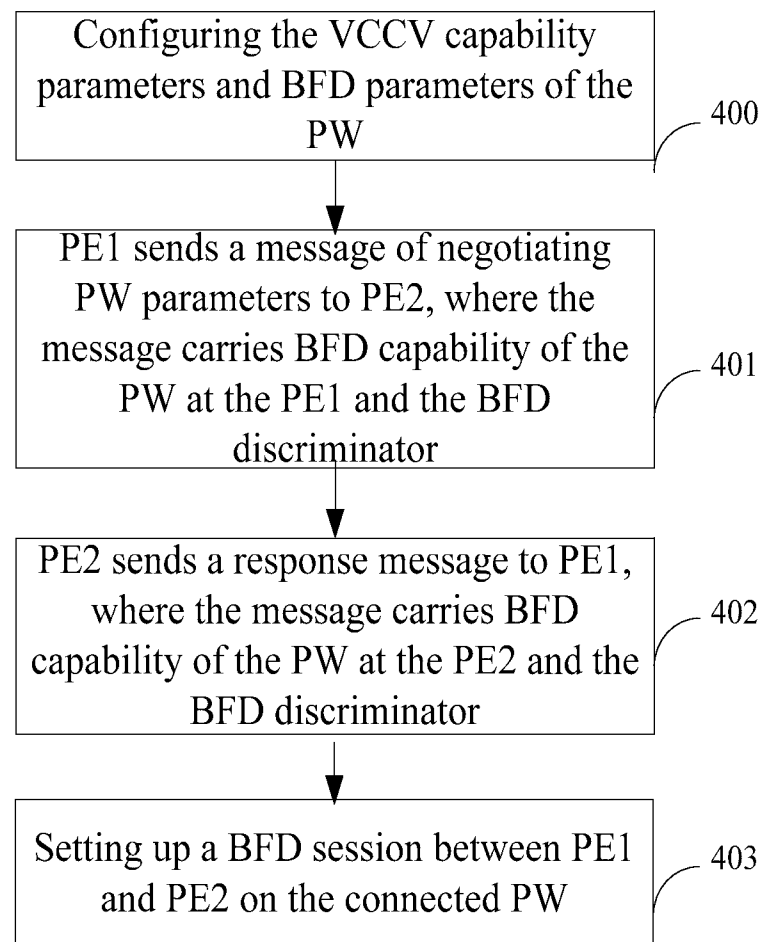 Configuring the VCCV capability
parameters and BFD parameters of the
PW
400
PE1 sends a message of negotiating
PW parameters to PE2, where the
message carries BFD capability of the
PW at the PE1 and the BFD
discriminator
401
PE2 sends a response message to PE1,
where the message carries BFD
capability of the PW at the PE2 and the
BFD discriminator
402
Setting up a BFD session between PE1
and PE2 on the connected PW
403